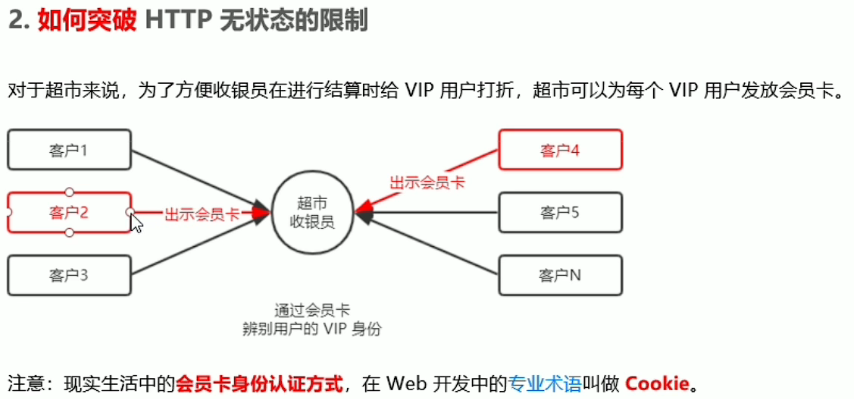 2. 如何突破 HTTP 无状态的限制
对于超市来说，为了方便收银员在进行结算时给 VIP 用户打折，超市可以为每个 VIP 用户发放会员卡。
客户1
客户4
出示会员卡
客户2
出示会员卡
超市
收银员
客户5
客户3
客户N
通过会员卡
辨别用户的 VIP 身份
注意：现实生活中的会员卡身份认证方式，在 Web 开发中的专业术语叫做 Cookie。